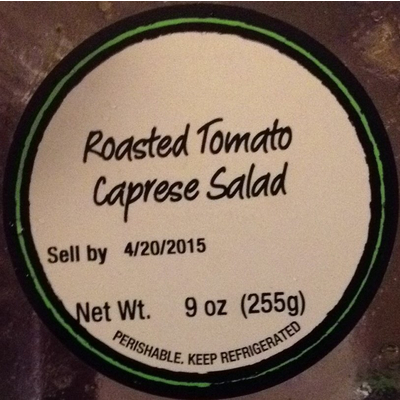 Roasted Tomato
Caprese Salad
Sell by 4/20/2015
Net Wt. 9 oz (255g)
PERISHABLE. KEEP REFRIGERATED